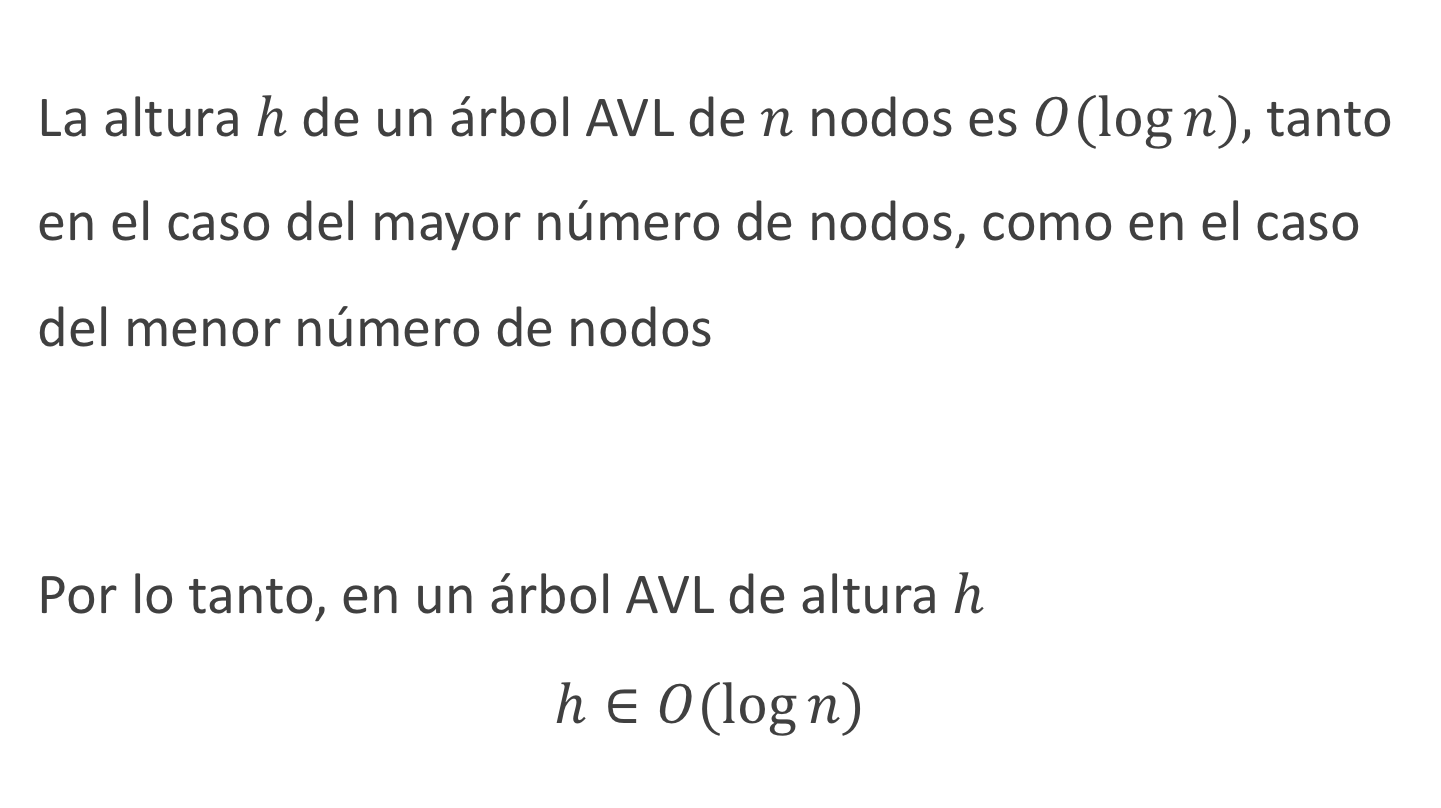 La altura ℎ de un árbol AVL de 𝑛 nodos es 𝑂(log 𝑛), tanto
en el caso del mayor número de nodos, como en el caso
del menor número de nodos
Por lo tanto, en un árbol AVL de altura ℎ
ℎ ∈ 𝑂(log 𝑛)